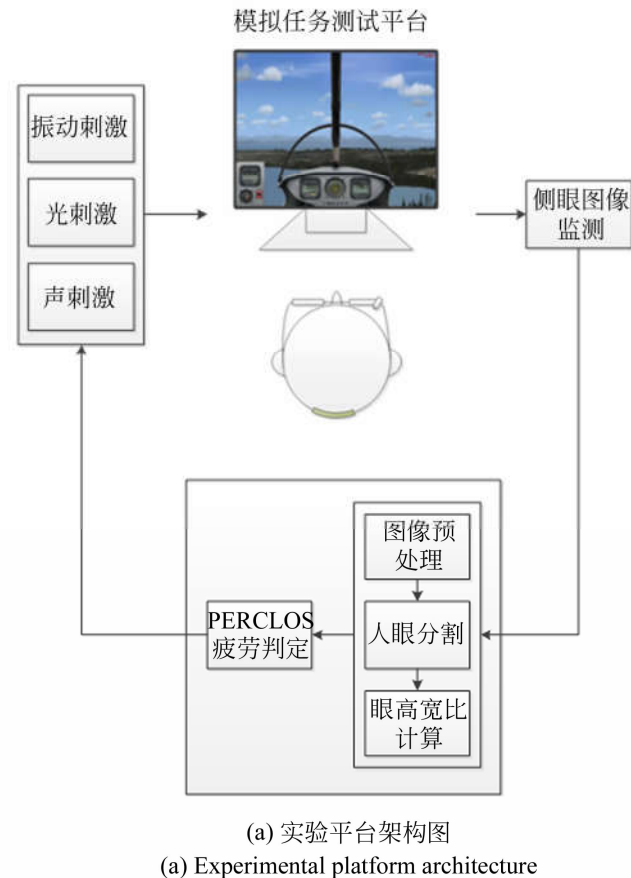 模拟任务测试平台
振动刺激
光刺激
声刺激
侧眼图像
监测
图像预
处理
人眼分割
眼高宽比
计算
PERCLOS
疲劳判定
(a) 实验平台架构图
(a) Experimental platform architecture